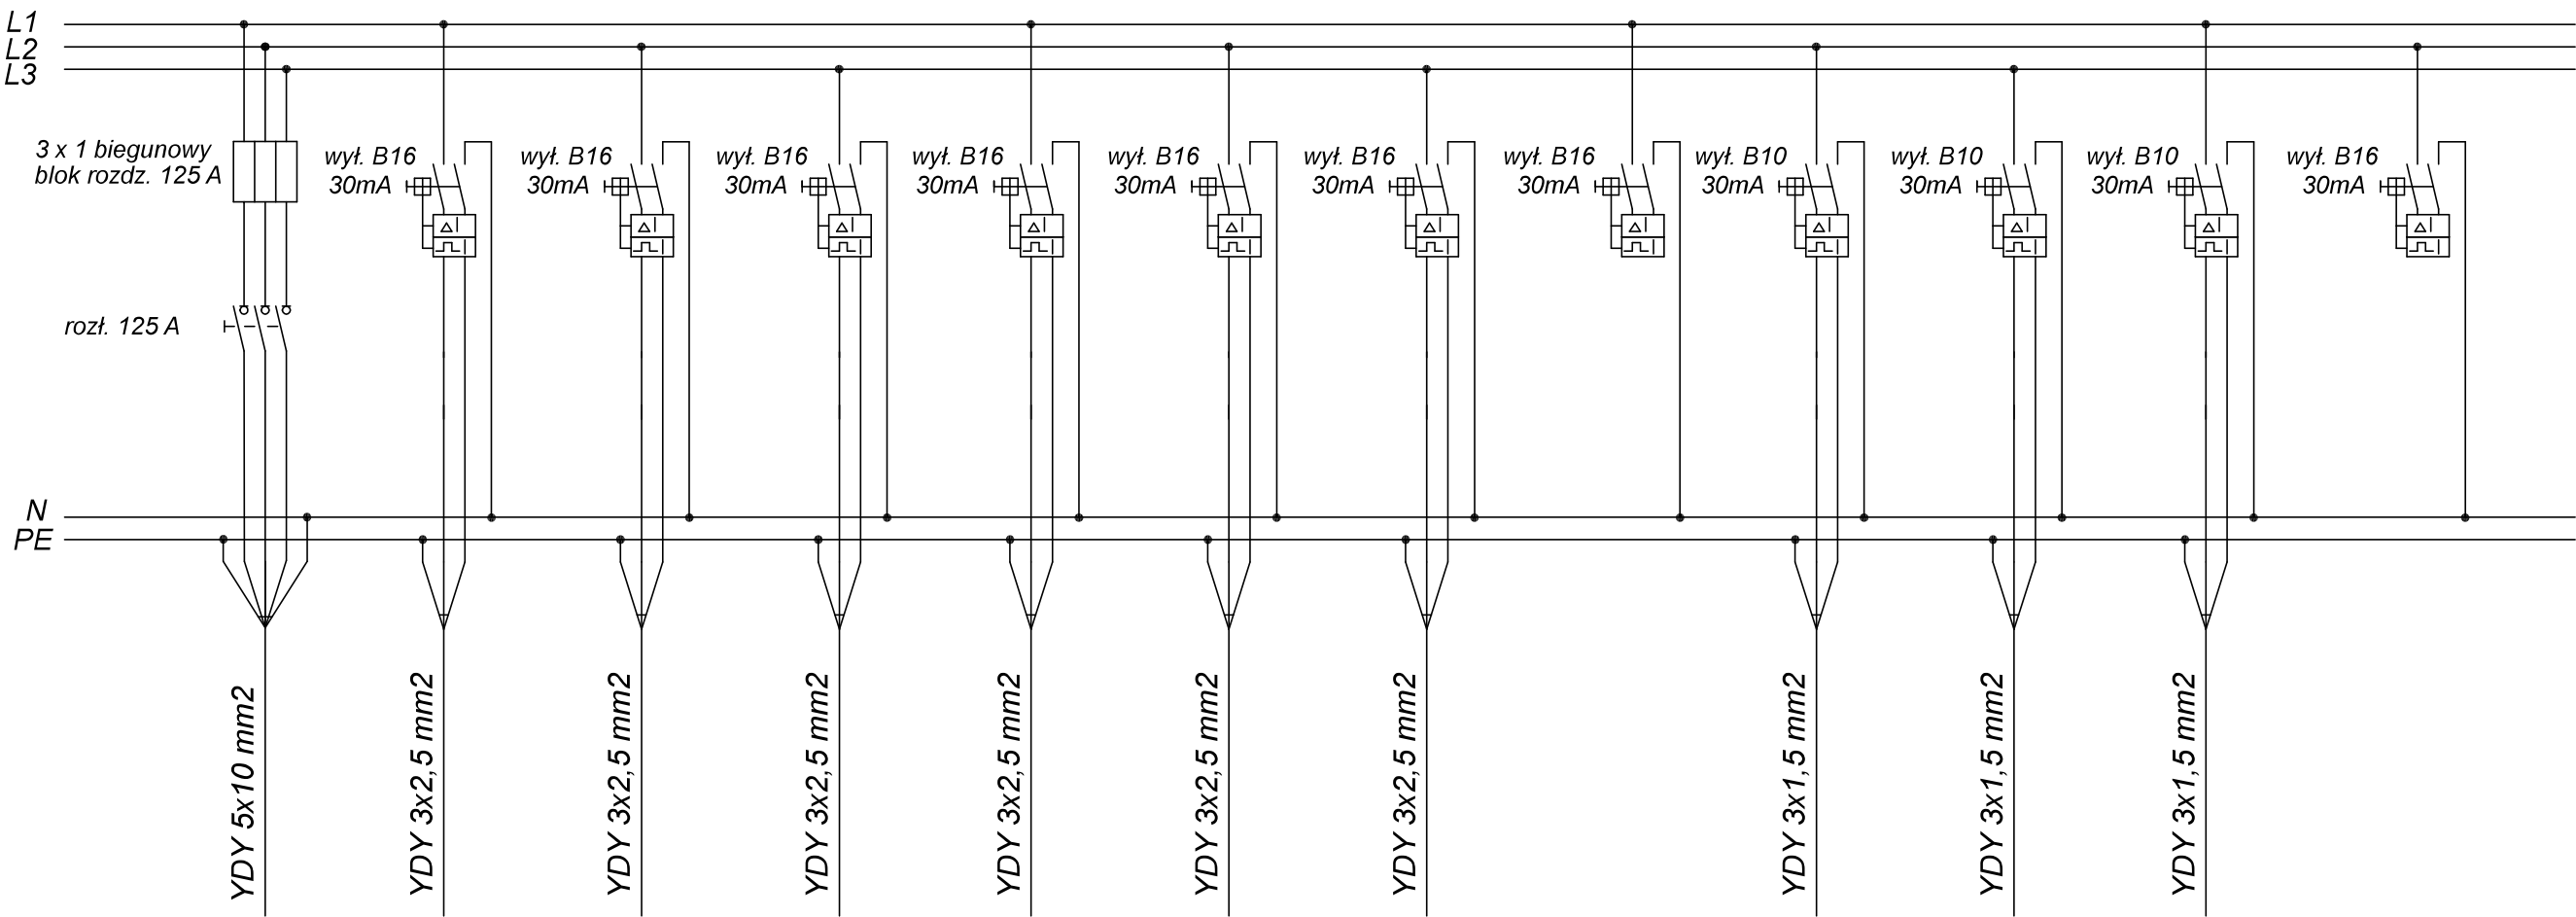 L1
L2
L3
3 x 1 biegunowy
blok rozdz. 125 A
rozł. 125 A
wył. B16
30mA
wył. B16
30mA
wył. B16
30mA
wył. B16
30mA
wył. B16
30mA
wył. B16
30mA
wył. B16
30mA
wył. B10
30mA
wył. B10
30mA
wył. B10
30mA
wył. B16
30mA
N
PE
YDY 5x10 mm2
YDY 3x2,5 mm2
YDY 3x2,5 mm2
YDY 3x2,5 mm2
YDY 3x2,5 mm2
YDY 3x2,5 mm2
YDY 3x2,5 mm2
YDY 3x1,5 mm2
YDY 3x1,5 mm2
YDY 3x1,5 mm2